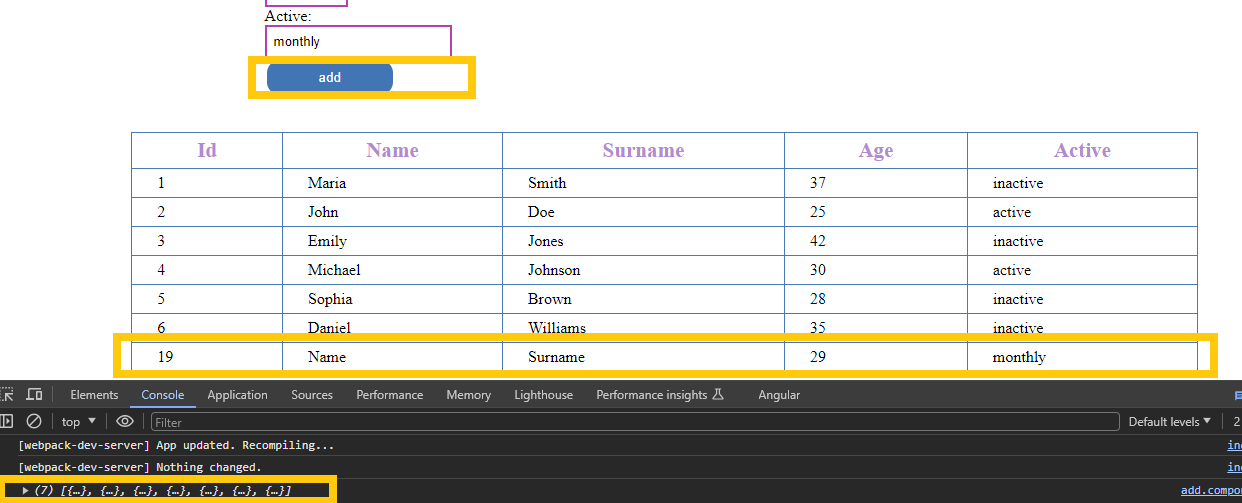 Active:
monthly
add
Id Name Surname Age Active
1 Maria Smith 37 inactive
2 John Doe 25 active
3 Emily Jones 42 inactive
4 Michael Johnson 30 active
5 Sophia Brown 28 inactive
6 Daniel Williams 35 inactive
19 Name Surname 29 monthly
Elements Console Application Sources Performance Memory Lighthouse Performance insights Angular
top Filter Default levels 2
[webpack-dev-server] App updated. Recompiling... in
[webpack-dev-server] Nothing changed. in
(7) [{…}, {…}, {…}, {…}, {…}, {…}, {…}] add.compo